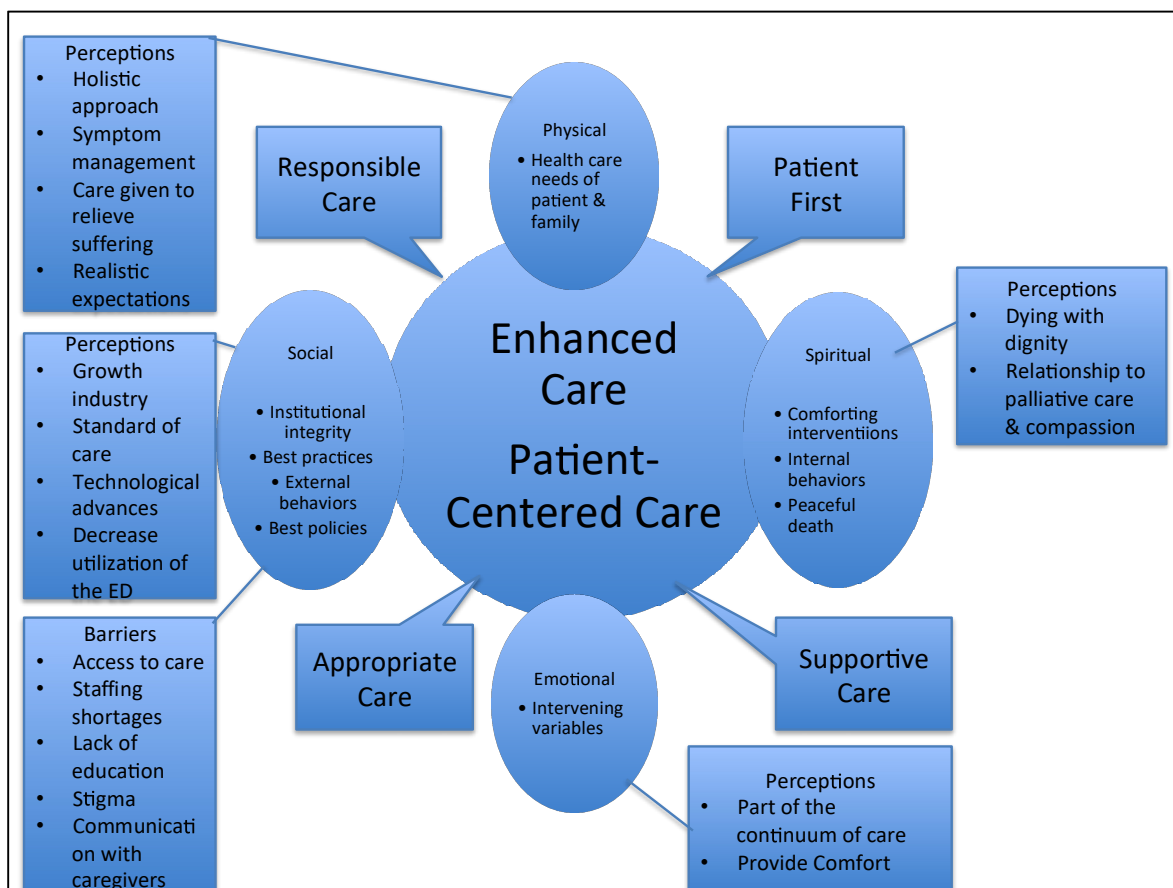 Perceptions
• Holistic
approach
• Symptom
management
• Care given to
relieve
suffering
• Realistic
expectations
Physical
• Health care
needs of
patient &
family
Responsible
Care
Patient
First
Perceptions
• Growth
industry
• Standard of
care
• Technological
advances
• Decrease
utilization of
the ED
Social
• Institutional
integrity
• Best practices
• External
behaviors
• Best policies
Enhanced
Care
Patient-
Centered Care
Spiritual
• Comforting
interventions
• Internal
behaviors
• Peaceful
death
Perceptions
• Dying with
dignity
• Relationship to
palliative care
& compassion
Barriers
• Access to care
• Staffing
shortages
• Lack of
education
• Stigma
• Communicati
on with
caregivers
Appropriate
Care
Emotional
• Intervening
variables
Supportive
Care
Perceptions
• Part of the
continuum of care
• Provide Comfort